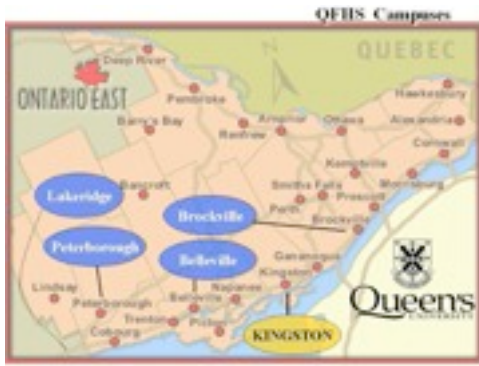 QFHS Campuses
QUEBEC
N
Deep River
ONTARIO EAST
Pembroke
Hawkesbury
Barry's Bay
Renfrew
Arnprior
Ottawa
Alexandria
Cornwall
Kemptville
Lakeridge
Bancroft
Smiths Falls
Morrisburg
Perth
Prescott
Brockville
Brockville
Peterborough
Belleville
Gananoque
Kingston
Lindsay
Napanee
Peterborough
Belleville
Trenton
Picton
Cobourg
KINGSTON
Queen's
UNIVERSITY